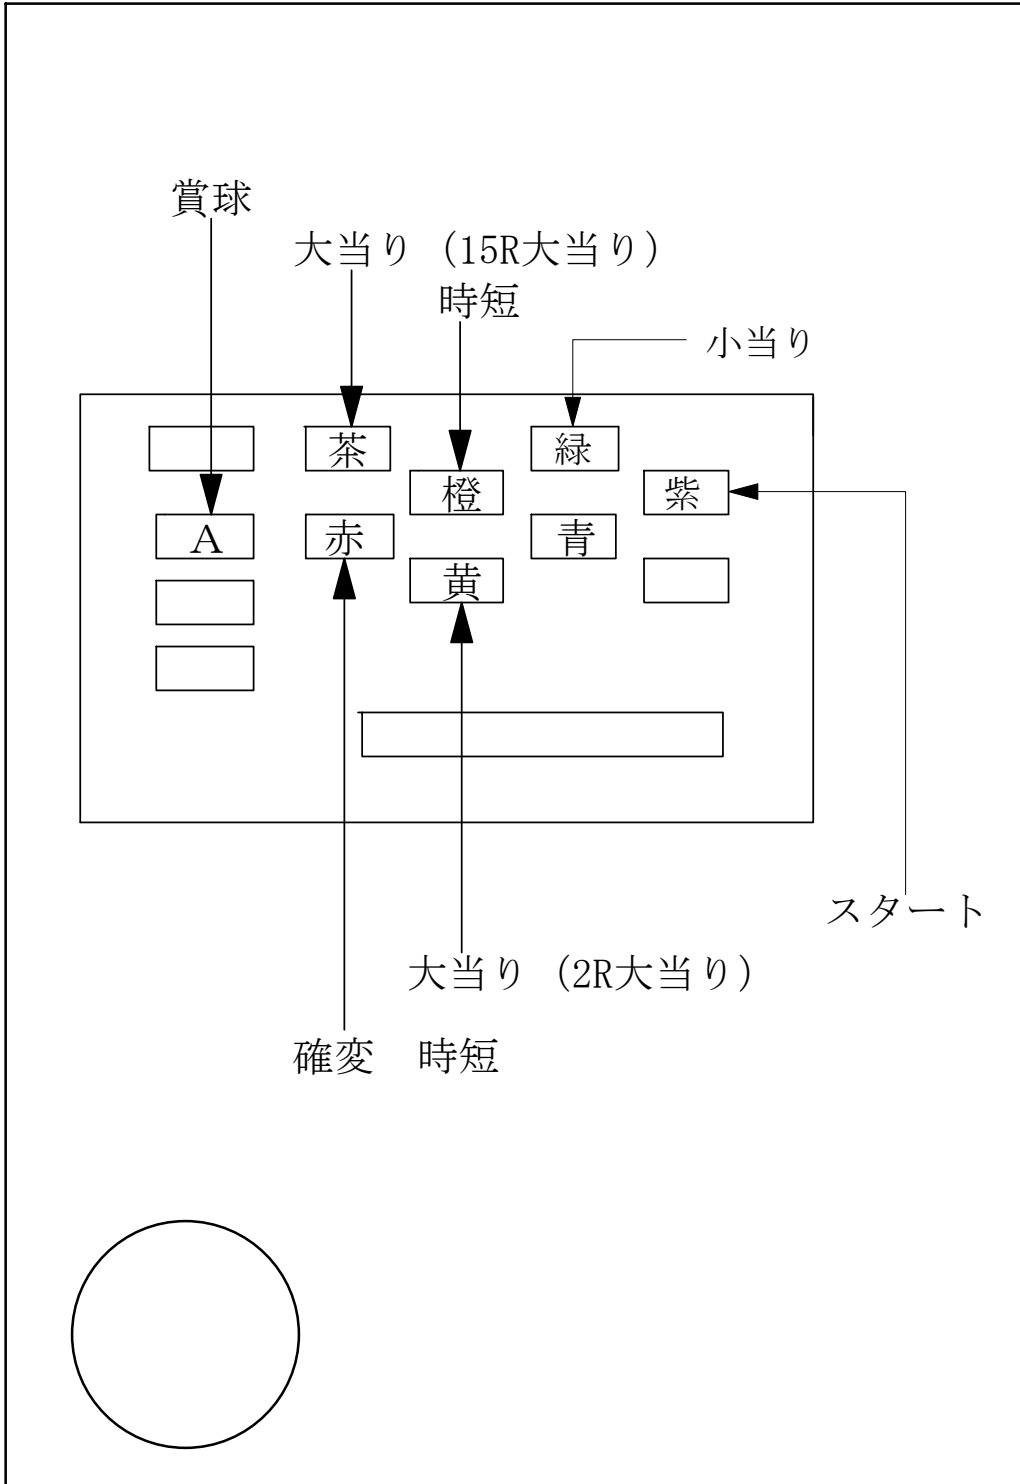 賞球
大当り（15R大当り）
時短
小当り
茶
緑
橙
紫
A
赤
青
黄
スタート
大当り（2R大当り）
確変　時短